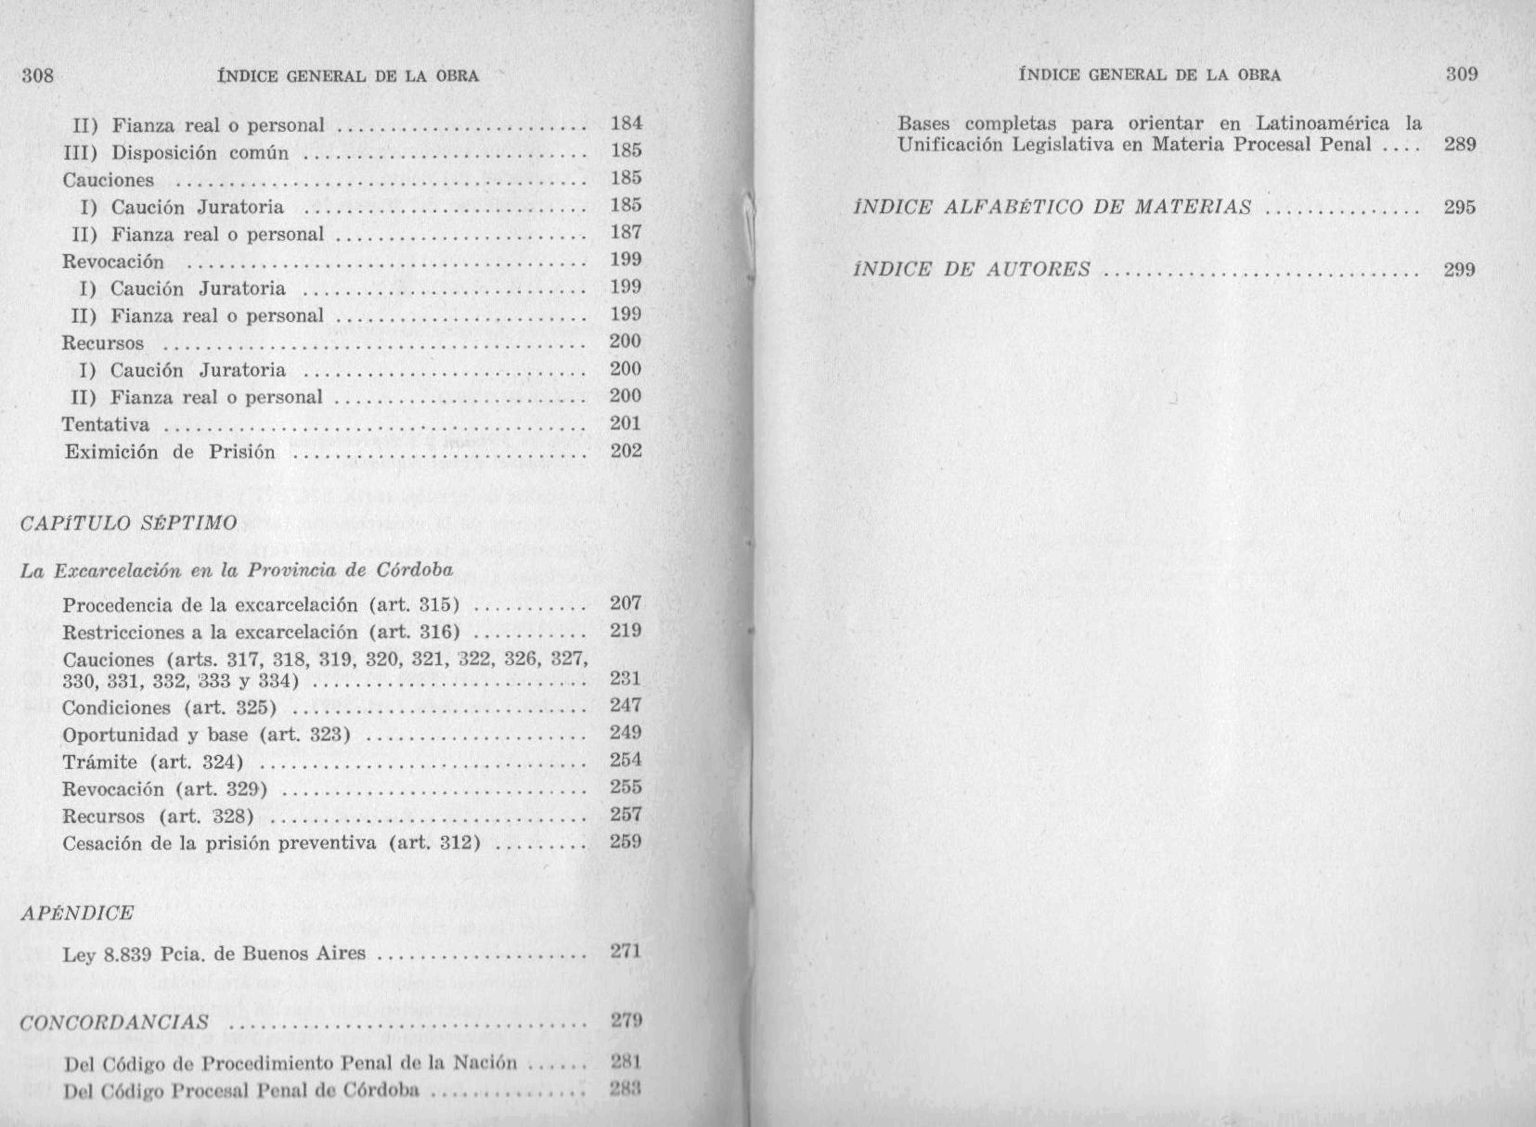 308
ÍNDICE GENERAL DE LA OBRA
II) Fianza real o personal ........................ 184
III) Disposición común ........................... 185
Cauciones ....................................... 185
I) Caución Juratoria ........................... 185
II) Fianza real o personal ........................ 187
Revocación ...................................... 199
I) Caución Juratoria ........................... 199
II) Fianza real o personal ........................ 199
Recursos ........................................ 200
I) Caución Juratoria ........................... 200
II) Fianza real o personal ........................ 200
Tentativa ........................................ 201
Eximición de Prisión ............................ 202
CAPÍTULO SÉPTIMO
La Excarcelación en la Provincia de Córdoba
Procedencia de la excarcelación (art. 315) ........... 207
Restricciones a la excarcelación (art. 316) ........... 219
Cauciones (arts. 317, 318, 319, 320, 321, 322, 326, 327,
330, 331, 332, 333 y 334) .......................... 231
Condiciones (art. 325) ............................ 247
Oportunidad y base (art. 323) ..................... 249
Trámite (art. 324) ............................... 254
Revocación (art. 329) ............................. 255
Recursos (art. 328) .............................. 257
Cesación de la prisión preventiva (art. 312) ......... 259
APÉNDICE
Ley 8.839 Pcia. de Buenos Aires .................... 271
CONCORDANCIAS .................................. 279
Del Código de Procedimiento Penal de la Nación ...... 281
Del Código Procesal Penal de Córdoba ............... 283
ÍNDICE GENERAL DE LA OBRA
309
Bases completas para orientar en Latinoamérica la
Unificación Legislativa en Materia Procesal Penal .... 289
ÍNDICE ALFABÉTICO DE MATERIAS ............... 295
ÍNDICE DE AUTORES .............................. 299